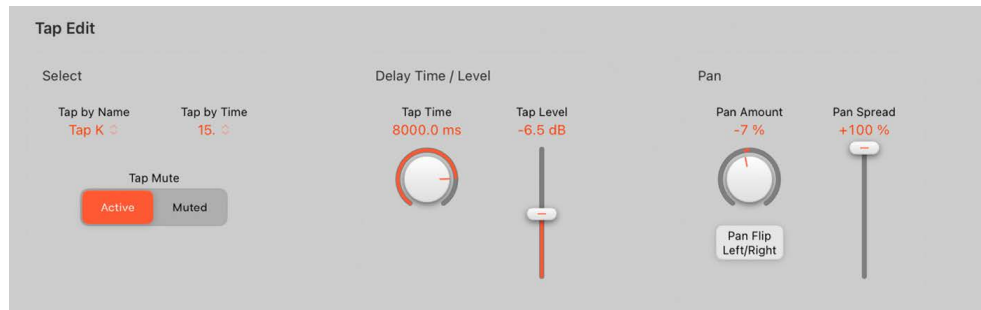 Tap Edit
Select
Delay Time / Level
Pan
Tap by Name
Tap by Time
Tap Time
Tap Level
Pan Amount
Pan Spread
Tap K
15.
8000.0 ms
-6.5 dB
-7 %
+100 %
Tap Mute
Active
Muted
Pan Flip
Left/Right